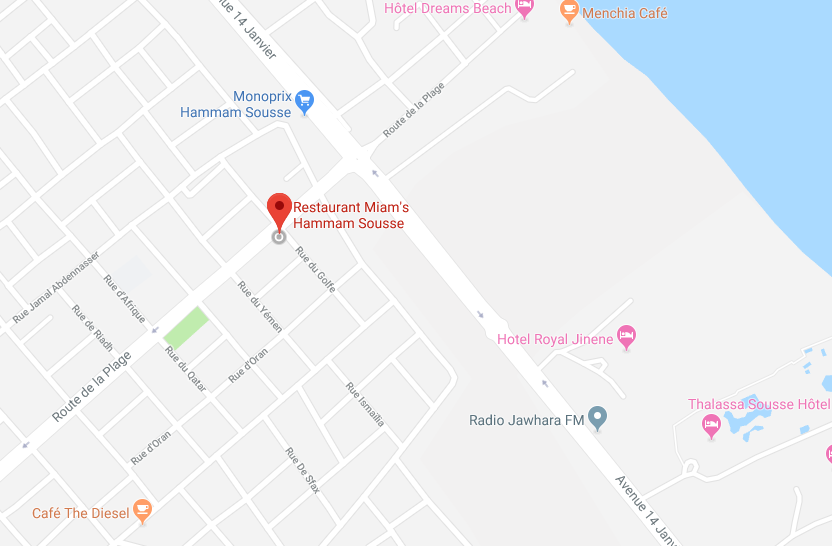 Hôtel Dreams Beach
Menchia Café
nue 14 Janvier
Monoprix
Hammam Sousse
Route de la Plage
Restaurant Miam's
Hammam Sousse
Rue Jamal Abdennasser
Rue d'Afrique
Rue du Golfe
Rue du Yémen
Rue de Riadh
Hotel Royal Jinene
Rue du Qatar
Rue d'Oran
Route de la Plage
Rue Ismaïlia
Thalassa Sousse Hôtel
Radio Jawhara FM
Rue d'Oran
Rue De Sfax
Avenue 14 Janv
Café The Diesel